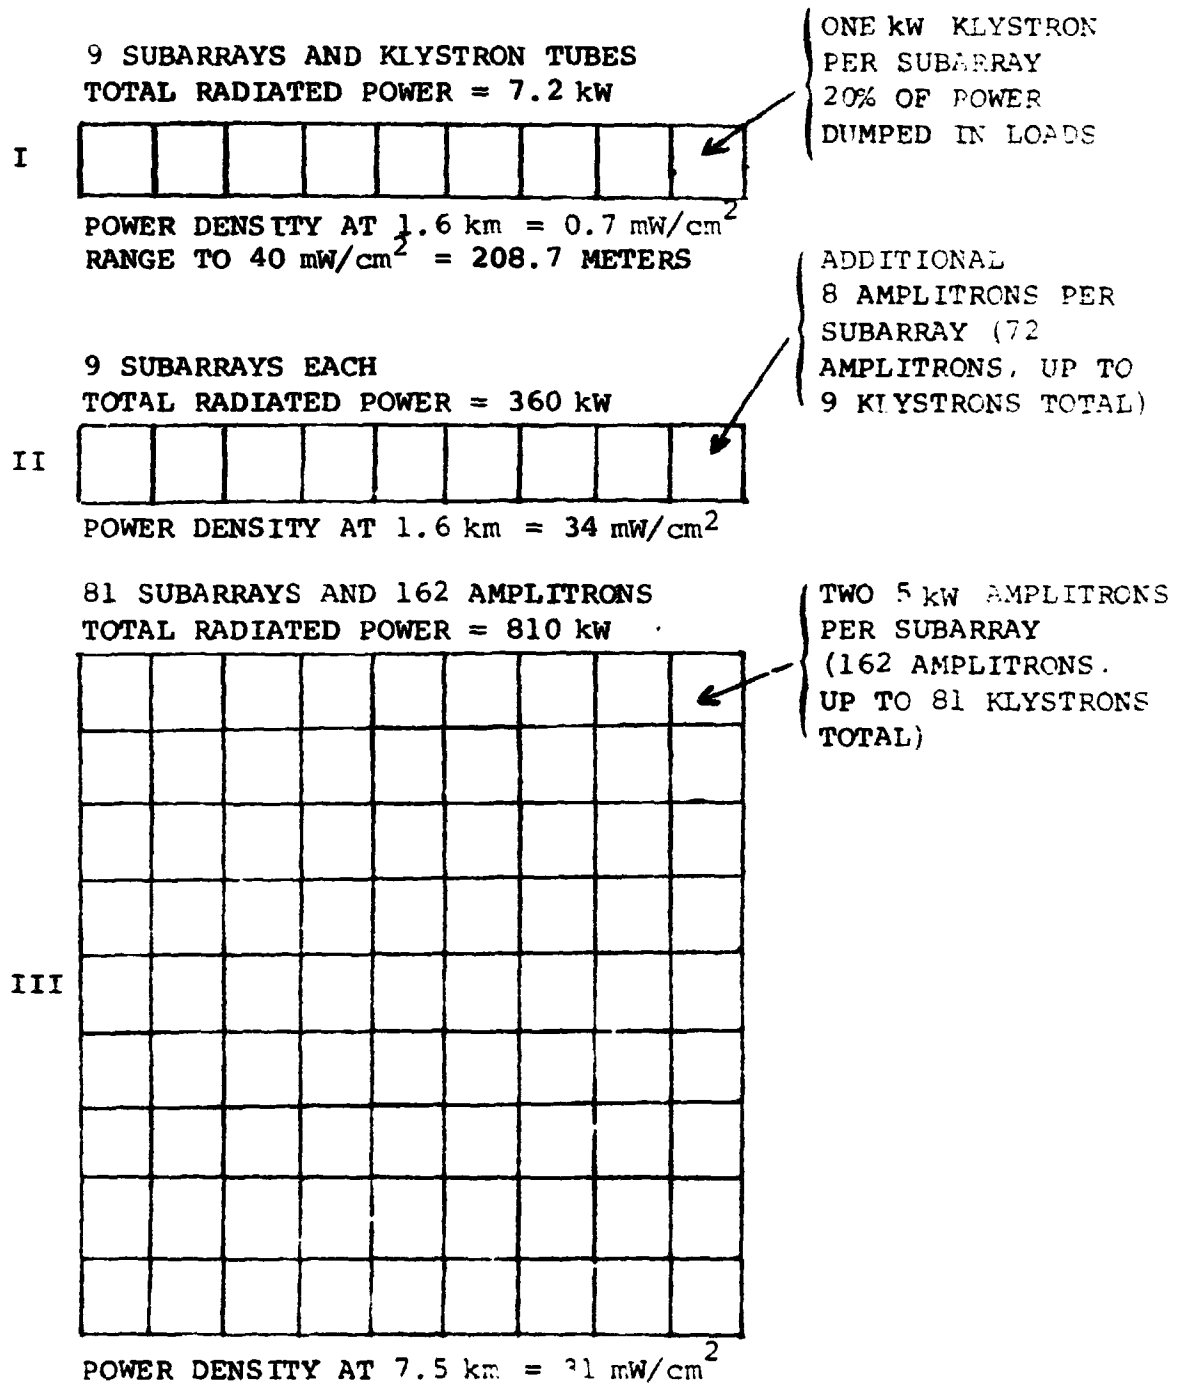 9 SUBARRAYS AND KLYSTRON TUBES
TOTAL RADIATED POWER = 7.2 kW
ONE kW KLYSTRON
PER SUBARRAY
20% OF POWER
DUMPED IN LOADS
I
POWER DENSITY AT 1.6 km = 0.7 mW/cm²
RANGE TO 40 mW/cm² = 208.7 METERS
9 SUBARRAYS EACH
TOTAL RADIATED POWER = 360 kW
ADDITIONAL
8 AMPLITRONS PER
SUBARRAY (72
AMPLITRONS, UP TO
9 KLYSTRONS TOTAL)
II
POWER DENSITY AT 1.6 km = 34 mW/cm²
81 SUBARRAYS AND 162 AMPLITRONS
TOTAL RADIATED POWER = 810 kW
TWO 5 kW AMPLITRONS
PER SUBARRAY
(162 AMPLITRONS.
UP TO 81 KLYSTRONS
TOTAL)
III
POWER DENSITY AT 7.5 km = mW/cm²